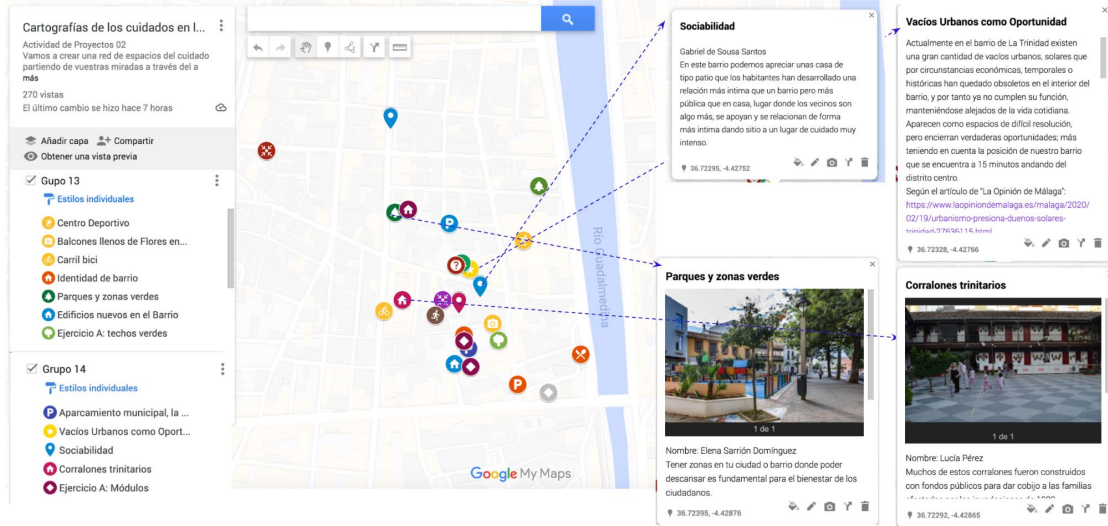 Cartografías de los cuidados en l...
Actividad de Proyectos 02
Vamos a crear una red de espacios del cuidado
partiendo de vuestras miradas a través del a
más
270 vistas
El último cambio se hizo hace 7 horas
Añadir capa
Compartir
Obtener una vista previa
Gupo 13
Estilos individuales
Centro Deportivo
Balcones llenos de Flores en...
Carril bici
Identidad de barrio
Parques y zonas verdes
Edificios nuevos en el Barrio
Ejercicio A: techos verdes
Grupo 14
Estilos individuales
Aparcamiento municipal, la ...
Vacíos Urbanos como Oport...
Sociabilidad
Corralones trinitarios
Ejercicio A: Módulos
Río Guadalmedina
Google My Maps
Sociabilidad
Gabriel de Sousa Santos
En este barrio podemos apreciar unas casa de
tipo patio que los habitantes han desarrollado una
relación más intima que un barrio pero más
pública que en casa, lugar donde los vecinos son
algo más, se apoyan y se relacionan de forma
más intima dando sitio a un lugar de cuidado muy
intenso.
36.72295, -4.42752
Vacíos Urbanos como Oportunidad
Actualmente en el barrio de La Trinidad existen
una gran cantidad de vacíos urbanos, solares que
por circunstancias económicas, temporales o
históricas han quedado obsoletos en el interior del
barrio, y por tanto ya no cumplen su función,
manteniéndose alejados de la vida cotidiana.
Aparecen como espacios de difícil resolución,
pero encierran verdaderas oportunidades; más
teniendo en cuenta la posición de nuestro barrio
que se encuentra a 15 minutos andando del
distrito centro.
Según el artículo de "La Opinión de Málaga":
https://www.laopiniondemalaga.es/malaga/2020/
02/19/urbanismo-presiona-duenos-solares-
trinidad/27636115.html
36.72328, -4.42766
Parques y zonas verdes
1 de 1
Nombre: Elena Sarrión Domínguez
Tener zonas en tu ciudad o barrio donde poder
descansar es fundamental para el bienestar de los
ciudadanos.
36.72395, -4.42876
Corralones trinitarios
1 de 1
Nombre: Lucía Pérez
Muchos de estos corralones fueron construidos
con fondos públicos para dar cobijo a las familias
36.72292, -4.42865